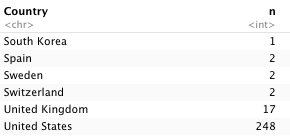 Country n
<chr> <int>
South Korea 1
Spain 2
Sweden 2
Switzerland 2
United Kingdom 17
United States 248